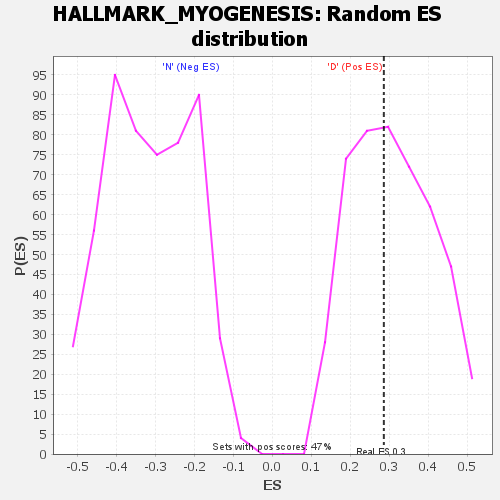 HALLMARK_MYOGENESIS: Random ES
distribution
'N' (Neg ES)
'D' (Pos ES)
95
90
85
80
75
70
65
60
55
50
45
40
35
30
25
20
15
10
5
0
P(ES)
Sets with pos scores: 47%
Real ES 0.3
-0.5 -0.4 -0.3 -0.2 -0.1 0.0 0.1 0.2 0.3 0.4 0.5
ES